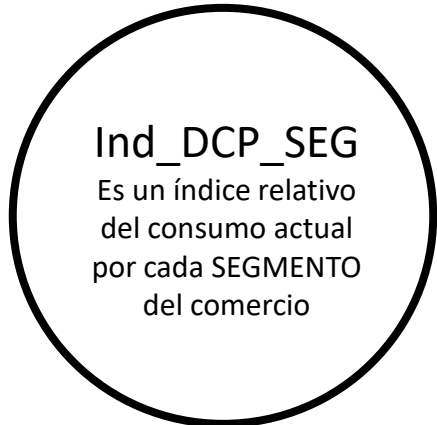 Ind_DCP_SEG
Es un índice relativo
del consumo actual
por cada SEGMENTO
del comercio